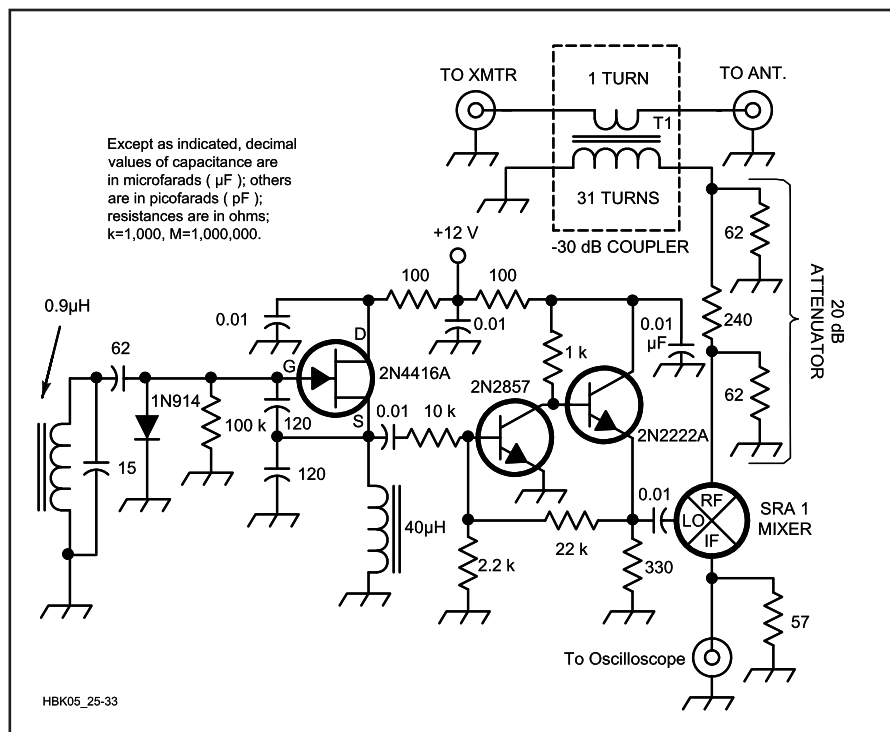 TO XMTR
1 TURN
TO ANT.
T1
31 TURNS
-30 dB COUPLER
Except as indicated, decimal
values of capacitance are
in microfarads ( µF ); others
are in picofarads ( pF );
resistances are in ohms;
k=1,000, M=1,000,000.
62
240
62
20 dB
ATTENUATOR
+12 V
100
100
0.01
0.01
0.01
µF
0.9µH
62
D
G
S
2N4416A
1 k
2N2857
2N2222A
1N914
100 k
120
120
15
0.01
10 k
40µH
2.2 k
22 k
330
0.01
RF
LO
IF
SRA 1
MIXER
57
To Oscilloscope
HBK05_25-33